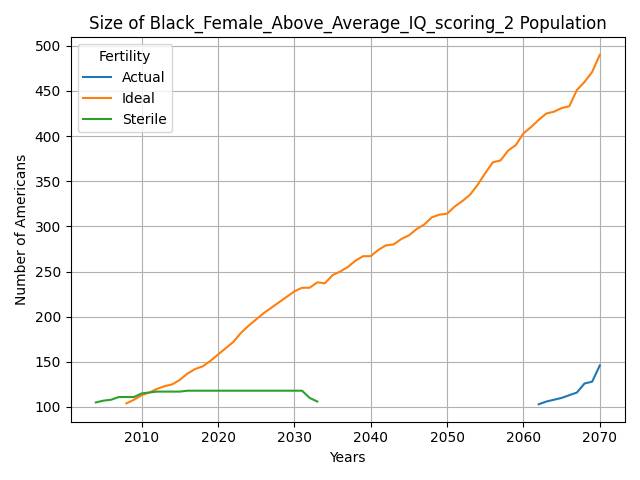 Size of Black_Female_Above_Average_IQ_scoring_2 Population
Fertility
Actual
Ideal
Sterile
Number of Americans
500
450
400
350
300
250
200
150
100
2010 2020 2030 2040 2050 2060 2070
Years